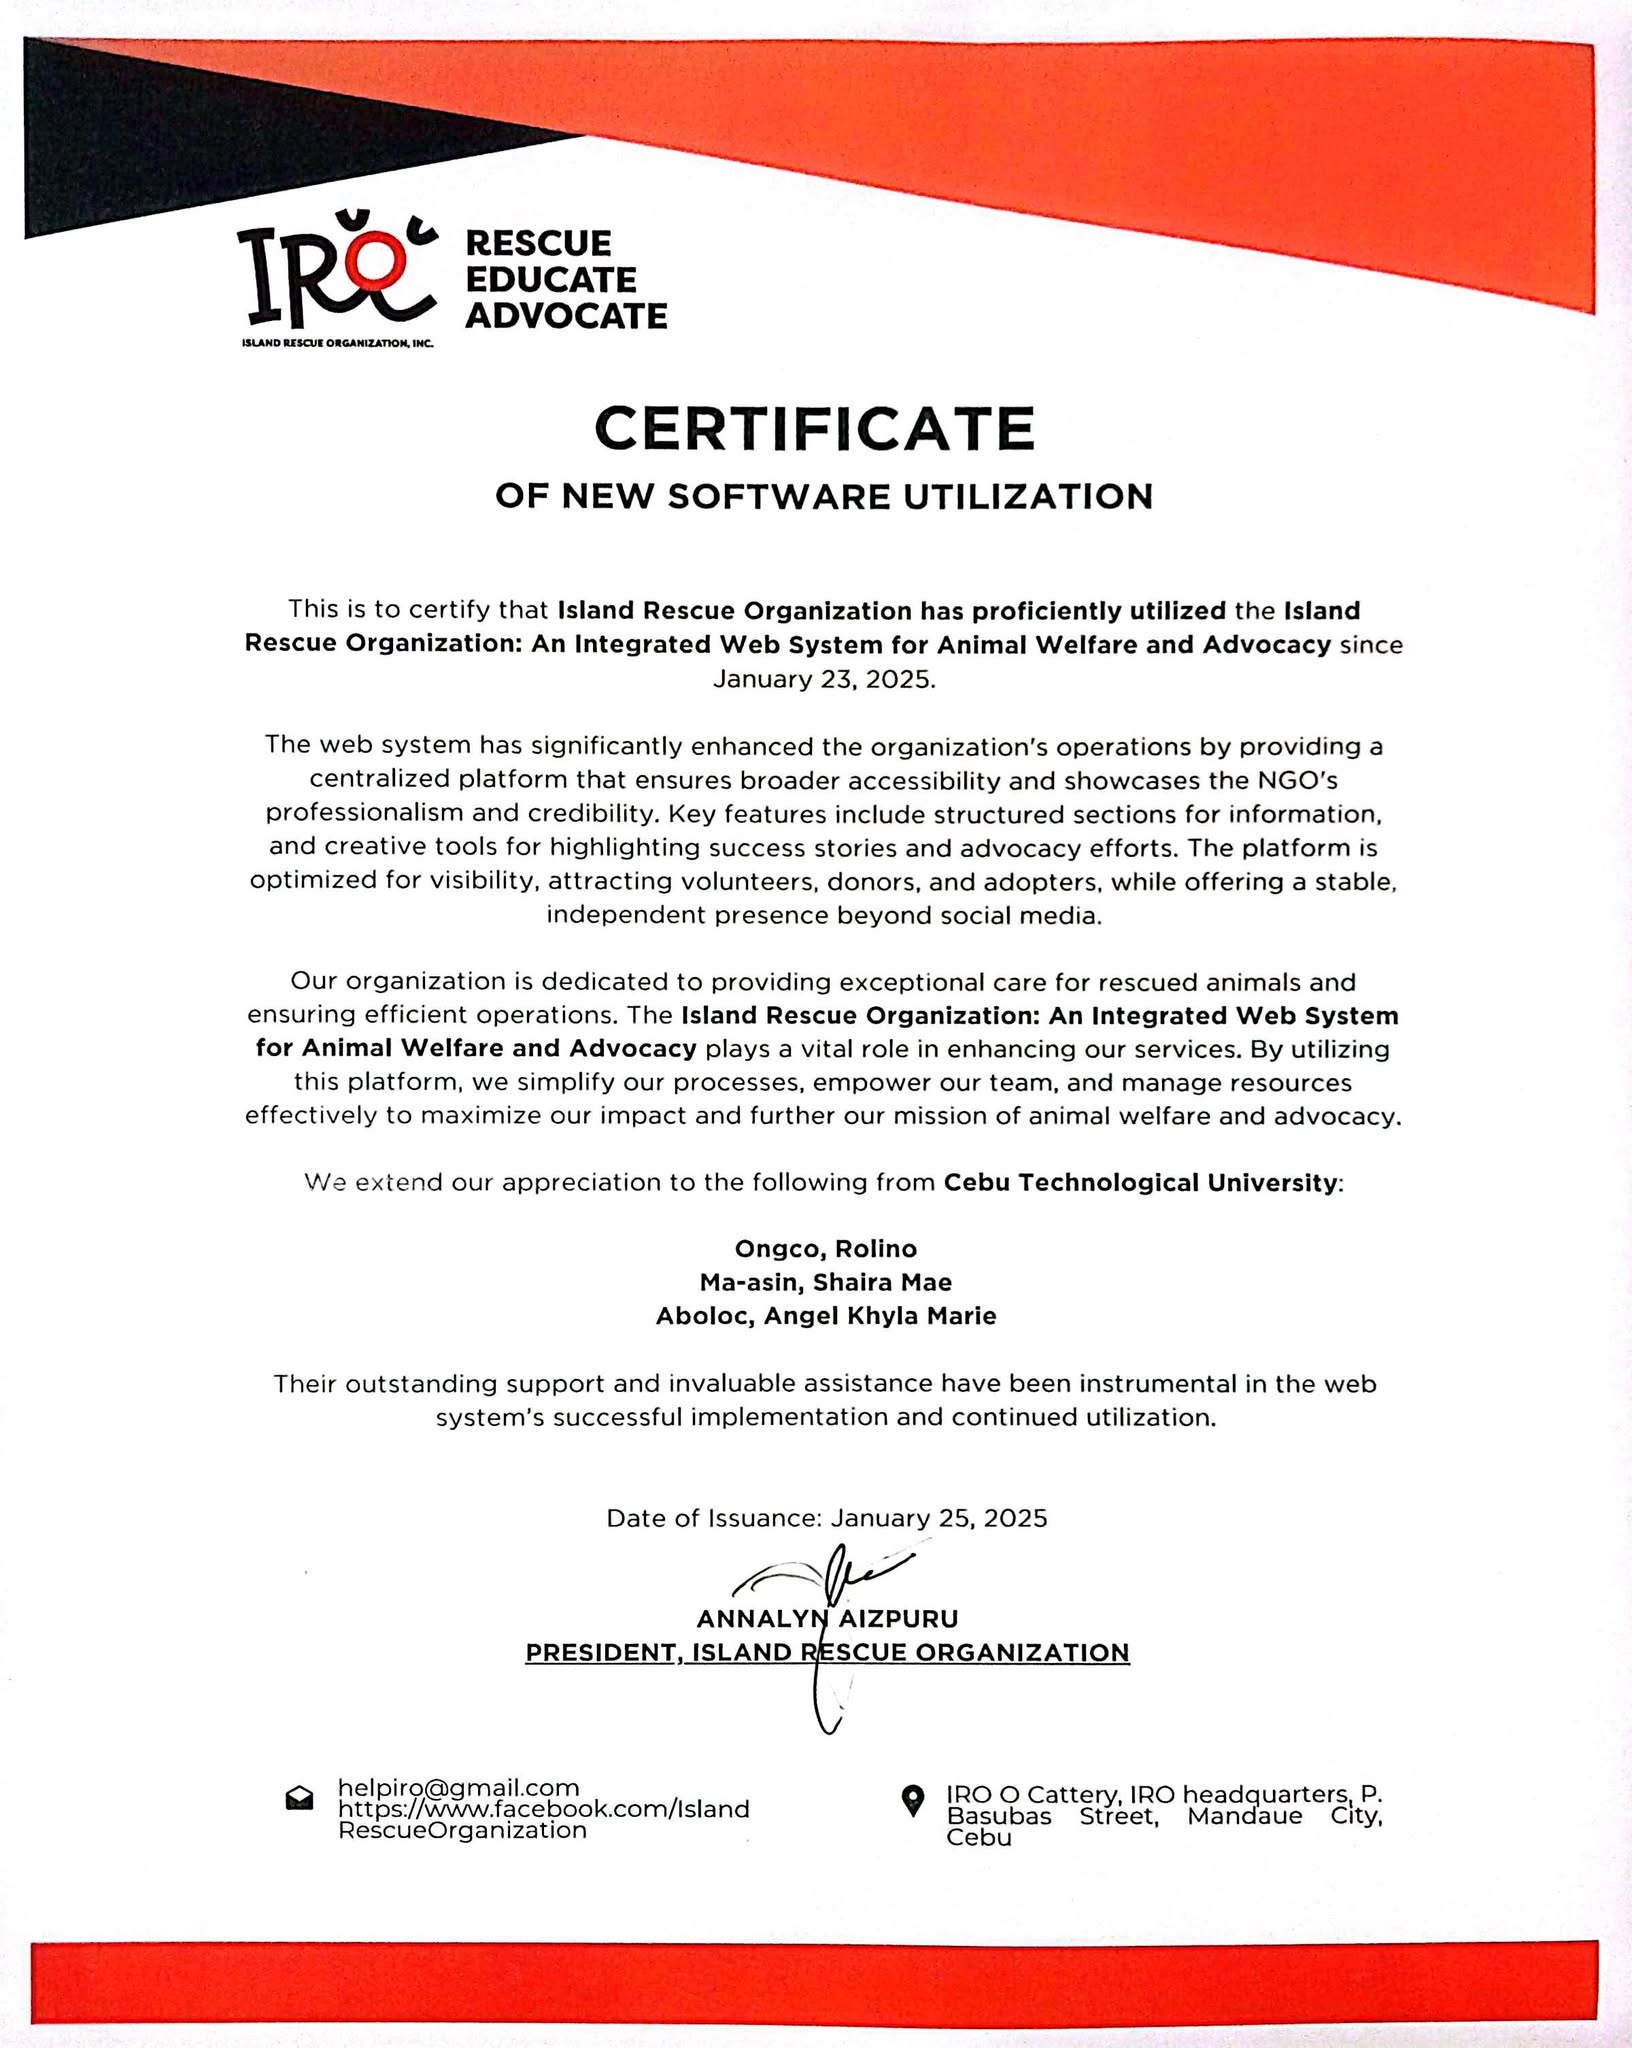 IRO
RESCUE
EDUCATE
ADVOCATE
ISLAND RESCUE ORGANIZATION, INC.
CERTIFICATE
OF NEW SOFTWARE UTILIZATION
This is to certify that Island Rescue Organization has proficiently utilized the Island
Rescue Organization: An Integrated Web System for Animal Welfare and Advocacy since
January 23, 2025.
The web system has significantly enhanced the organization's operations by providing a
centralized platform that ensures broader accessibility and showcases the NGO's
professionalism and credibility. Key features include structured sections for information,
and creative tools for highlighting success stories and advocacy efforts. The platform is
optimized for visibility, attracting volunteers, donors, and adopters, while offering a stable,
independent presence beyond social media.
Our organization is dedicated to providing exceptional care for rescued animals and
ensuring efficient operations. The Island Rescue Organization: An Integrated Web System
for Animal Welfare and Advocacy plays a vital role in enhancing our services. By utilizing
this platform, we simplify our processes, empower our team, and manage resources
effectively to maximize our impact and further our mission of animal welfare and advocacy.
We extend our appreciation to the following from Cebu Technological University:
Ongco, Rolino
Ma-asin, Shaira Mae
Aboloc, Angel Khyla Marie
Their outstanding support and invaluable assistance have been instrumental in the web
system's successful implementation and continued utilization.
Date of Issuance: January 25, 2025
ANNALYN AIZPURU
PRESIDENT, ISLAND RESCUE ORGANIZATION
helpiro@gmail.com
https://www.facebook.com/Island
RescueOrganization
IRO O Cattery, IRO headquarters, P.
Basubas Street, Mandaue City,
Cebu